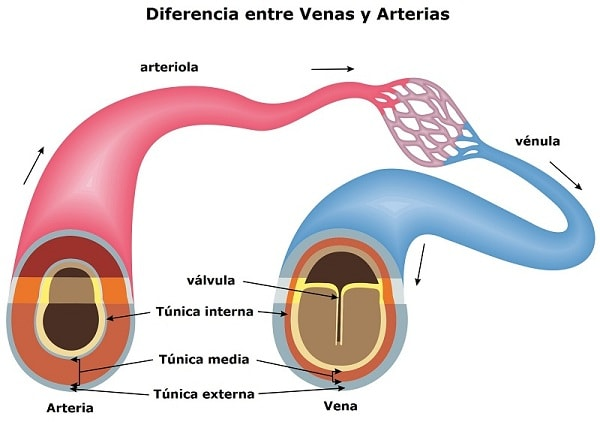 Diferencia entre Venas y Arterias
arteriola
vénula
válvula
Túnica interna
Túnica media
Túnica externa
Arteria
Vena